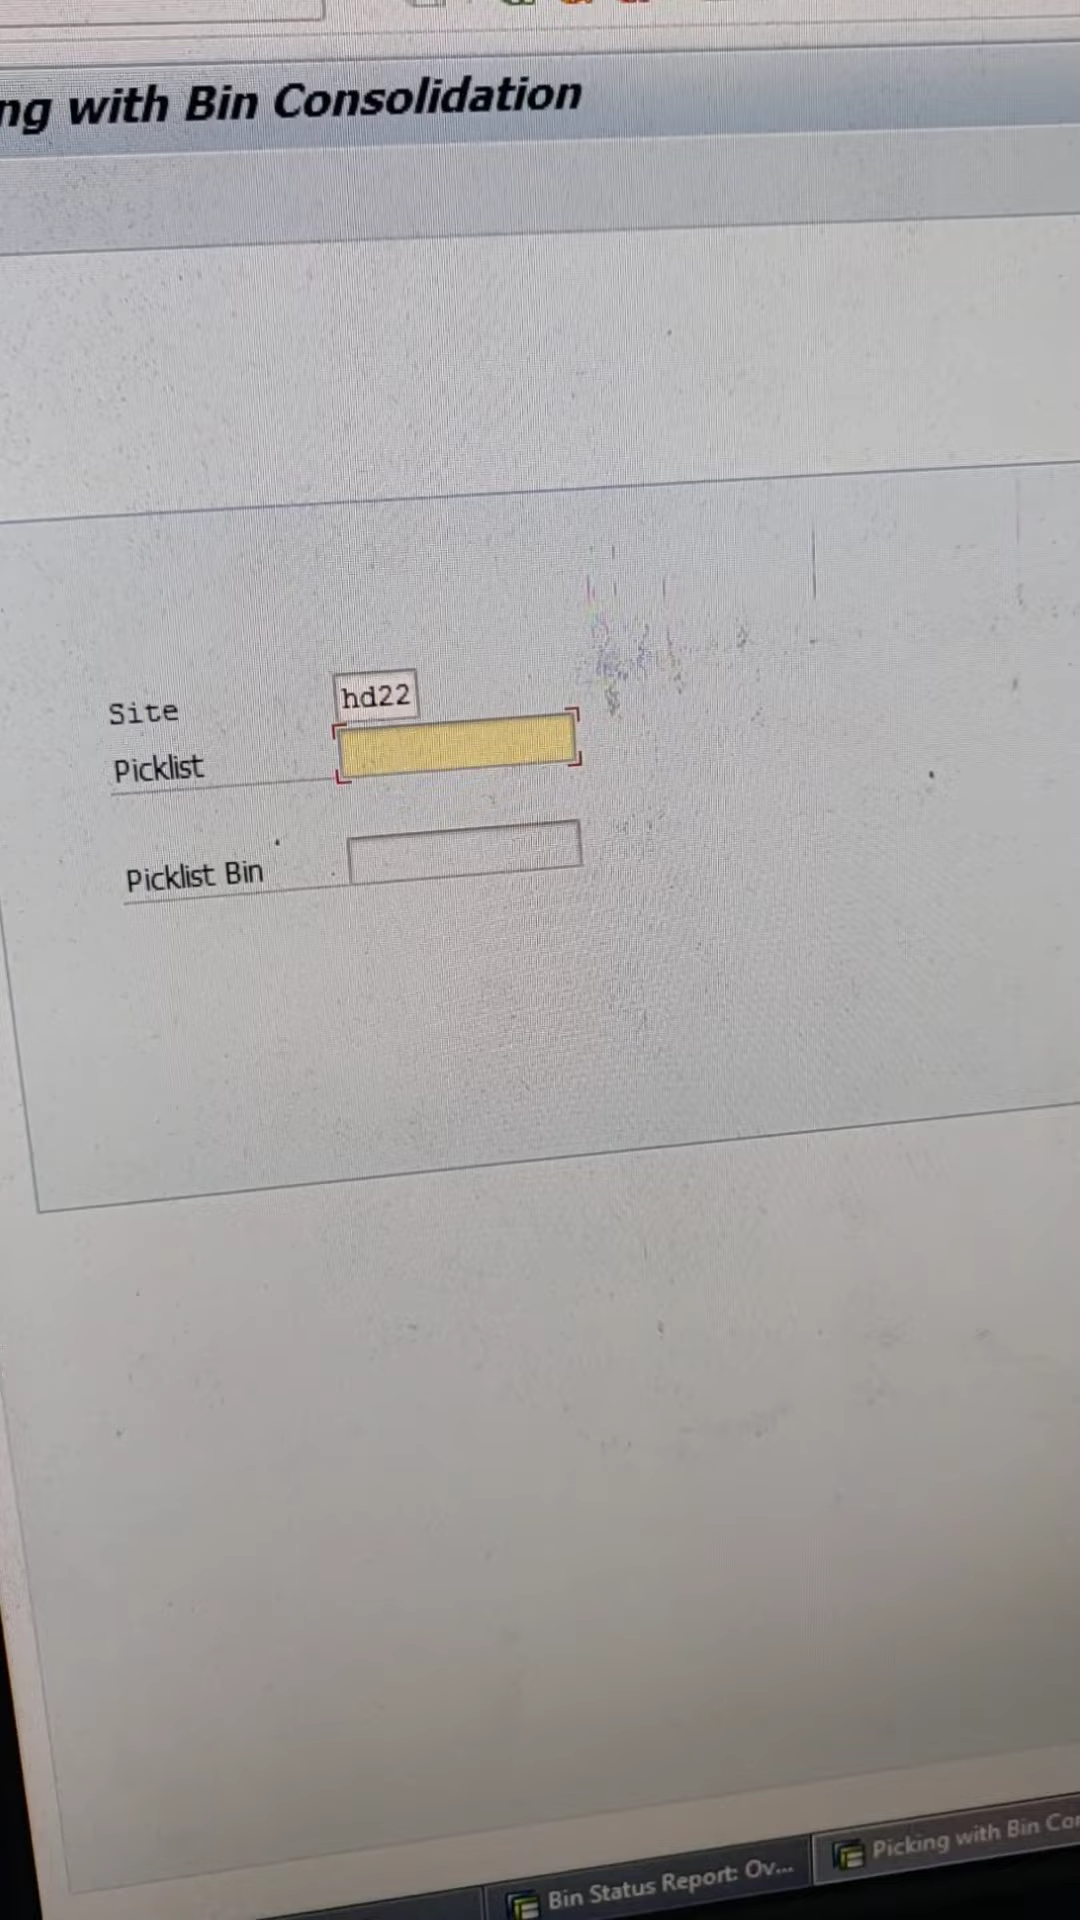 ng with Bin Consolidation
Site hd22
Picklist
Picklist Bin
Bin Status Report: Ov...
Picking with Bin Co